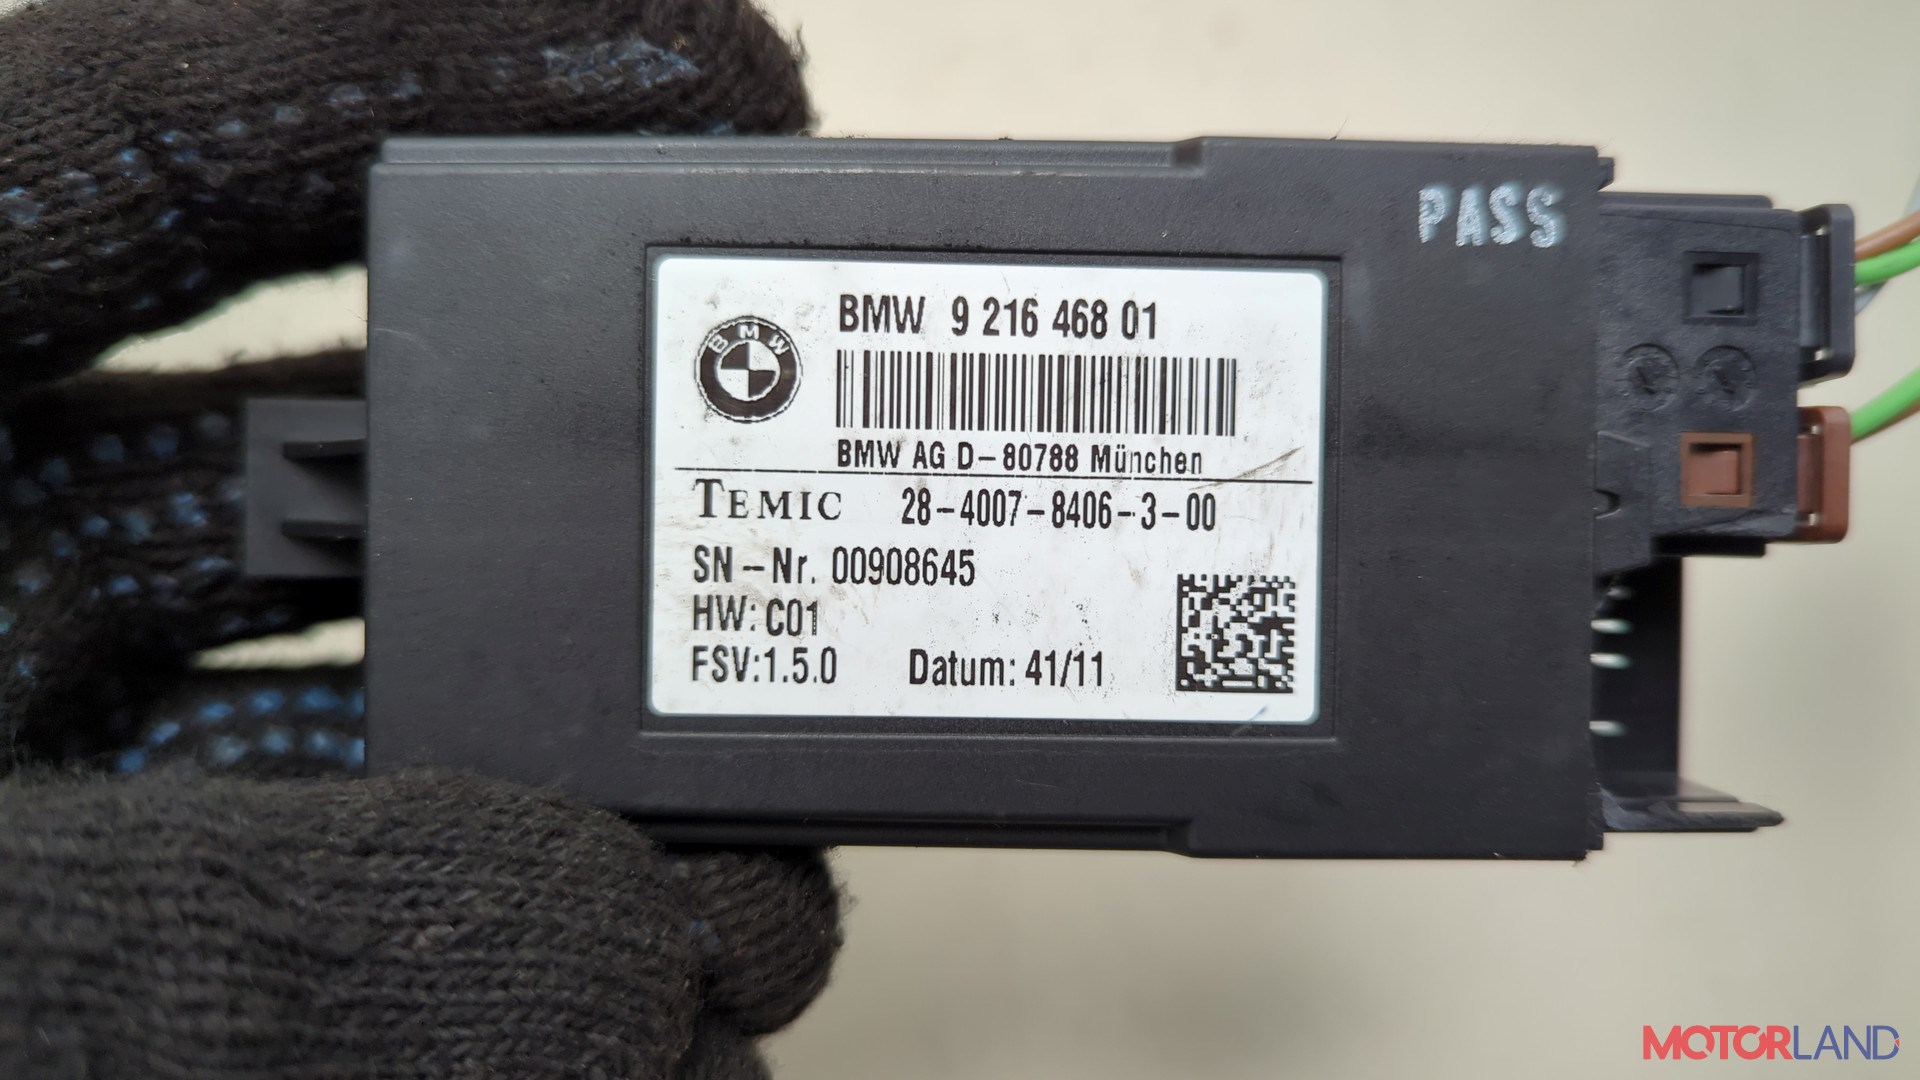 PASS
BMW 9 216 468 01
BMW
BMW AG D-80788 München
TEMIC 28-4007-8406-3-00
SN-Nr. 00908645
HW: C01
FSV:1.5.0 Datum: 41/11
MOTORLAND